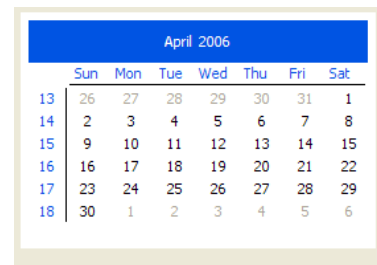 April 2006
Sun Mon Tue Wed Thu Fri Sat
13 26 27 28 29 30 31 1
14 2 3 4 5 6 7 8
15 9 10 11 12 13 14 15
16 16 17 18 19 20 21 22
17 23 24 25 26 27 28 29
18 30 1 2 3 4 5 6